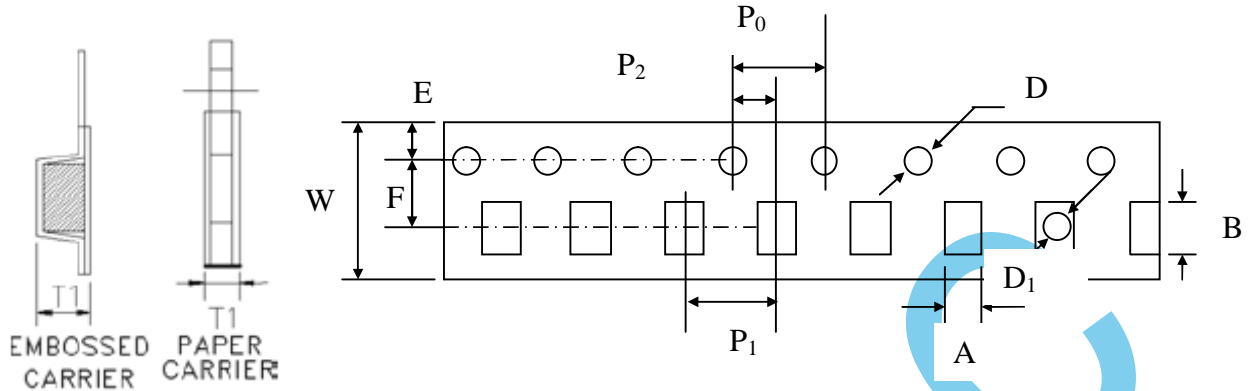 P₀
P₂
E
D
F
W
B
T1
T1
D₁
P₁
A
EMBOSSED
CARRIER
PAPER
CARRIER